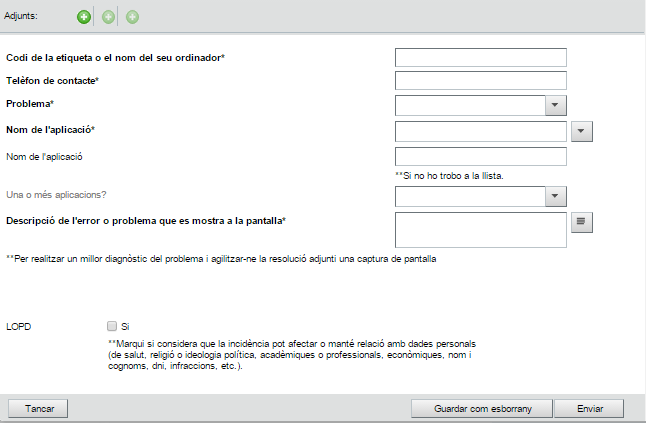 Adjunts:
Codi de la etiqueta o el nom del seu ordinador*
Telèfon de contacte*
Problema*
Nom de l'aplicació*
Nom de l'aplicació
**Si no ho trobo a la llista.
Una o més aplicacions?
Descripció de l'error o problema que es mostra a la pantalla*
**Per realitzar un millor diagnòstic del problema i agilitzar-ne la resolució adjunti una captura de pantalla
LOPD Si
**Marqui si considera que la incidència pot afectar o manté relació amb dades personals
(de salut, religió o ideologia política, acadèmiques o professionals, econòmiques, nom i
cognoms, dni, infraccions, etc.).
Tancar Guardar com esborrany Enviar